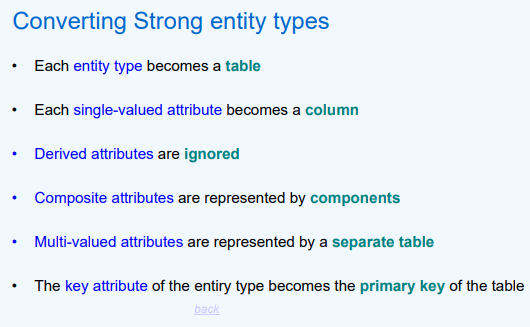 Converting Strong entity types
• Each entity type becomes a table
• Each single-valued attribute becomes a column
• Derived attributes are ignored
• Composite attributes are represented by components
• Multi-valued attributes are represented by a separate table
• The key attribute of the entiry type becomes the primary key of the table
back